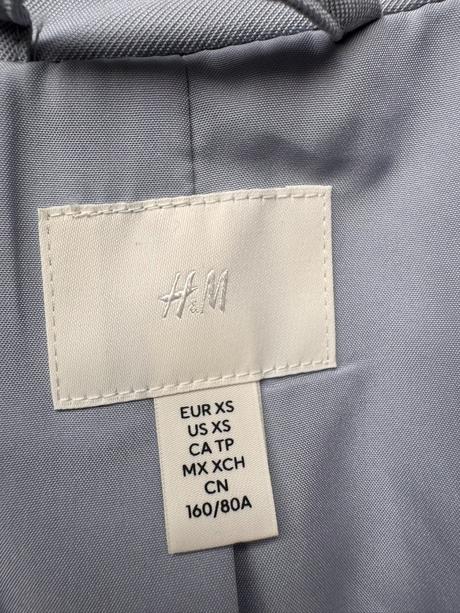 H&M
EUR XS
US XS
CA TP
MX XCH
CN
160/80A